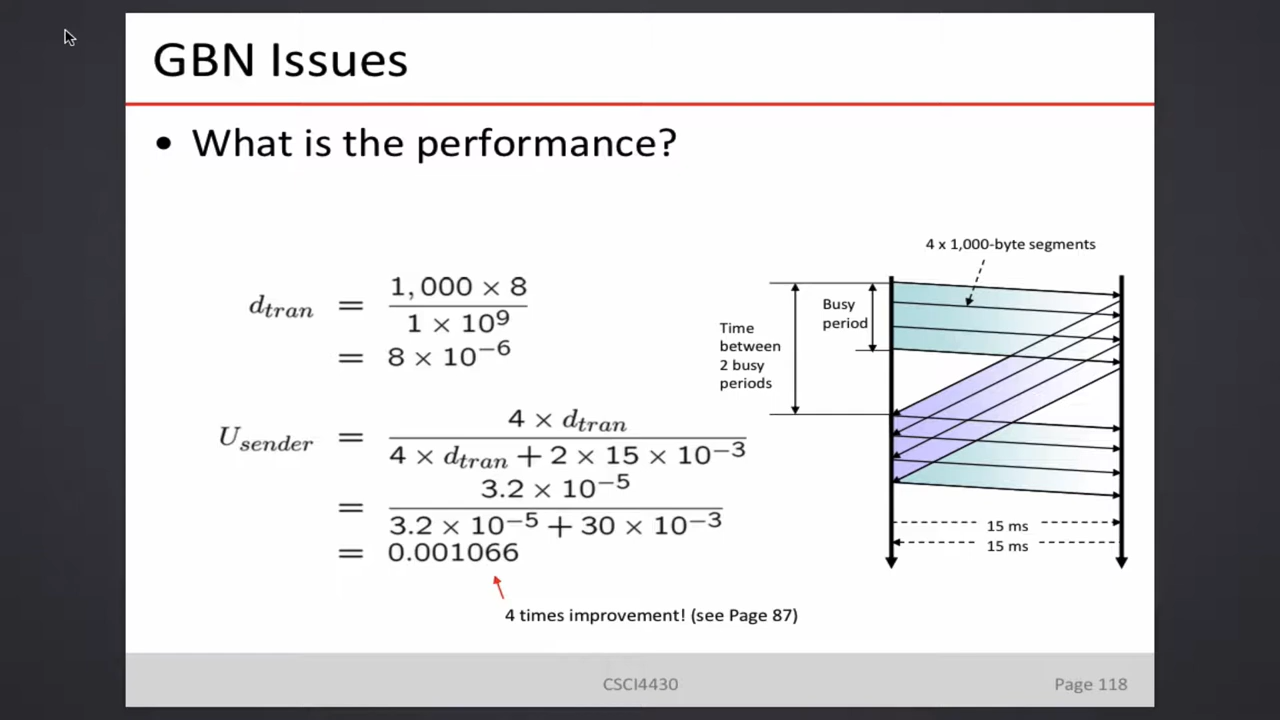 GBN Issues
• What is the performance?
d_tran = 1,000 × 8 / 1 × 10^9
= 8 × 10^−6
U_sender = 4 × d_tran / 4 × d_tran + 2 × 15 × 10^−3
= 3.2 × 10^−5 / 3.2 × 10^−5 + 30 × 10^−3
= 0.001066
4 times improvement! (see Page 87)
4 x 1,000-byte segments
Busy
period
Time
between
2 busy
periods
15 ms
15 ms
CSCI4430
Page 118